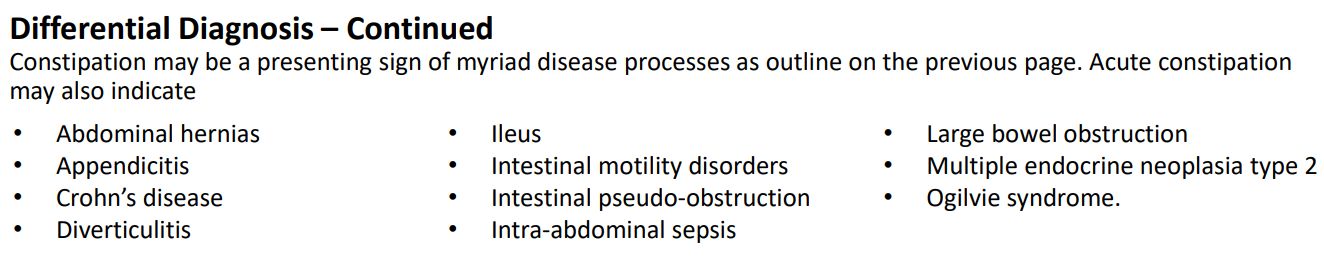 Differential Diagnosis – Continued
Constipation may be a presenting sign of myriad disease processes as outline on the previous page. Acute constipation
may also indicate
• Abdominal hernias
• Appendicitis
• Crohn’s disease
• Diverticulitis
• Ileus
• Intestinal motility disorders
• Intestinal pseudo-obstruction
• Intra-abdominal sepsis
• Large bowel obstruction
• Multiple endocrine neoplasia type 2
• Ogilvie syndrome.